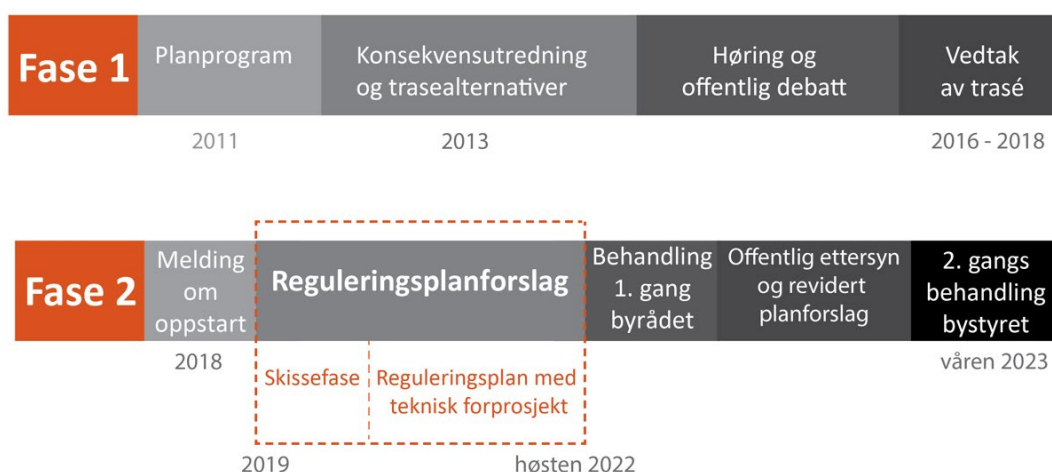 Fase 1
Planprogram
Konsekvensutredning
og trasealternativer
Høring og
offentlig debatt
Vedtak
av trasé
2011
2013
2016 - 2018
Fase 2
Melding
om
oppstart
Reguleringsplanforslag
Behandling
1. gang
byrådet
Offentlig ettersyn
og revidert
planforslag
2. gangs
behandling
bystyret
2018
Skissefase
Reguleringsplan med
teknisk forprosjekt
våren 2023
2019
høsten 2022